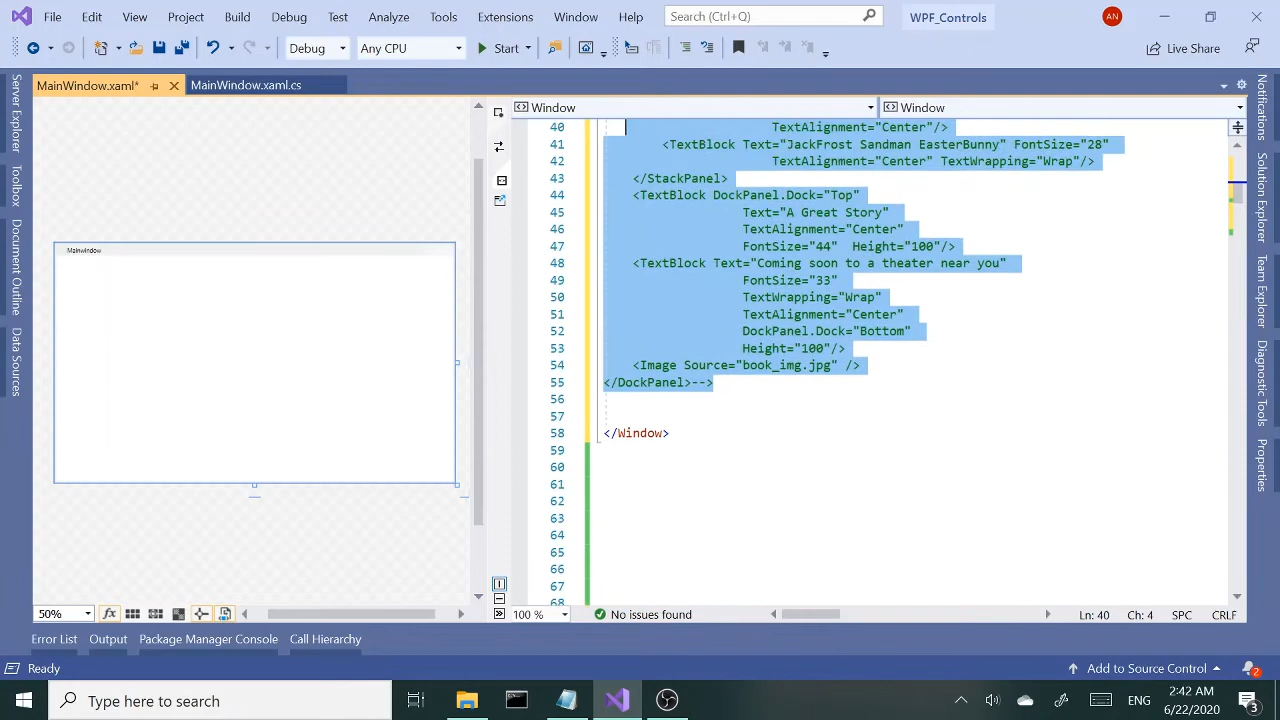 File Edit View Project Build Debug Test Analyze Tools Extensions Window Help Search (Ctrl+Q) WPF_Controls AN
Debug Any CPU Start Live Share
MainWindow.xaml* MainWindow.xaml.cs
Server Explorer
Toolbox
Document Outline
Data Sources
MainWindow
50%
Window Window
40 TextAlignment="Center"/>
41 <TextBlock Text="JackFrost Sandman EasterBunny" FontSize="28"
42 TextAlignment="Center" TextWrapping="Wrap"/>
43 </StackPanel>
44 <TextBlock DockPanel.Dock="Top"
45 Text="A Great Story"
46 TextAlignment="Center"
47 FontSize="44"  Height="100"/>
48 <TextBlock Text="Coming soon to a theater near you"
49 FontSize="33"
50 TextWrapping="Wrap"
51 TextAlignment="Center"
52 DockPanel.Dock="Bottom"
53 Height="100"/>
54 <Image Source="book_img.jpg" />
55 </DockPanel>-->
56
57
58 </Window>
59
60
61
62
63
64
65
66
67
68
100 % No issues found Ln: 40 Ch: 4 SPC CRLF
Notifications
Solution Explorer
Team Explorer
Diagnostic Tools
Properties
Error List Output Package Manager Console Call Hierarchy
Ready Add to Source Control 2
Type here to search ENG
6/22/2020 3